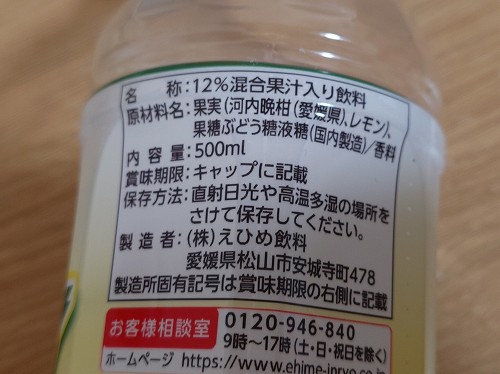 名　称：12％混合果汁入り飲料
原材料名：果実（河内晩柑（愛媛県）、レモン）、
果糖ぶどう糖液糖（国内製造）／香料
内容量：500ml
賞味期限：キャップに記載
保存方法：直射日光や高温多湿の場所を
さけて保存してください。
製造者：（株）えひめ飲料
愛媛県松山市安城寺町478
製造所固有記号は賞味期限の右側に記載
お客様相談室 0120-946-840
9時～17時（土・日・祝日を除く）
ホームページ https://www.ehime-inryo.co